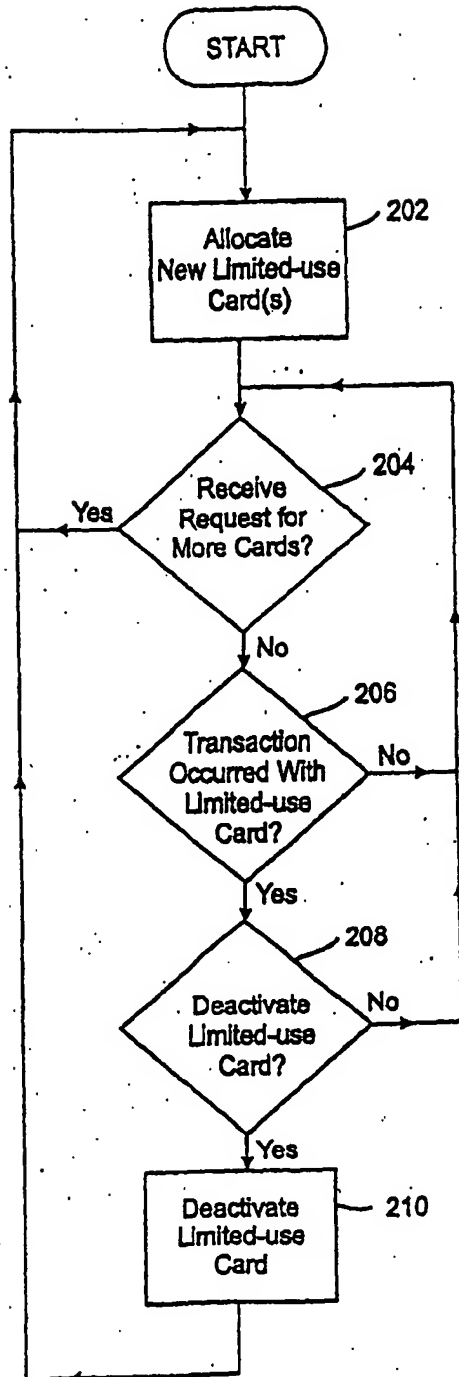 START
202
Allocate
New Limited-use
Card(s)
204
Receive
Request for
More Cards?
Yes
No
206
Transaction
Occurred With
Limited-use
Card?
No
Yes
208
Deactivate
Limited-use
Card?
No
Yes
210
Deactivate
Limited-use
Card